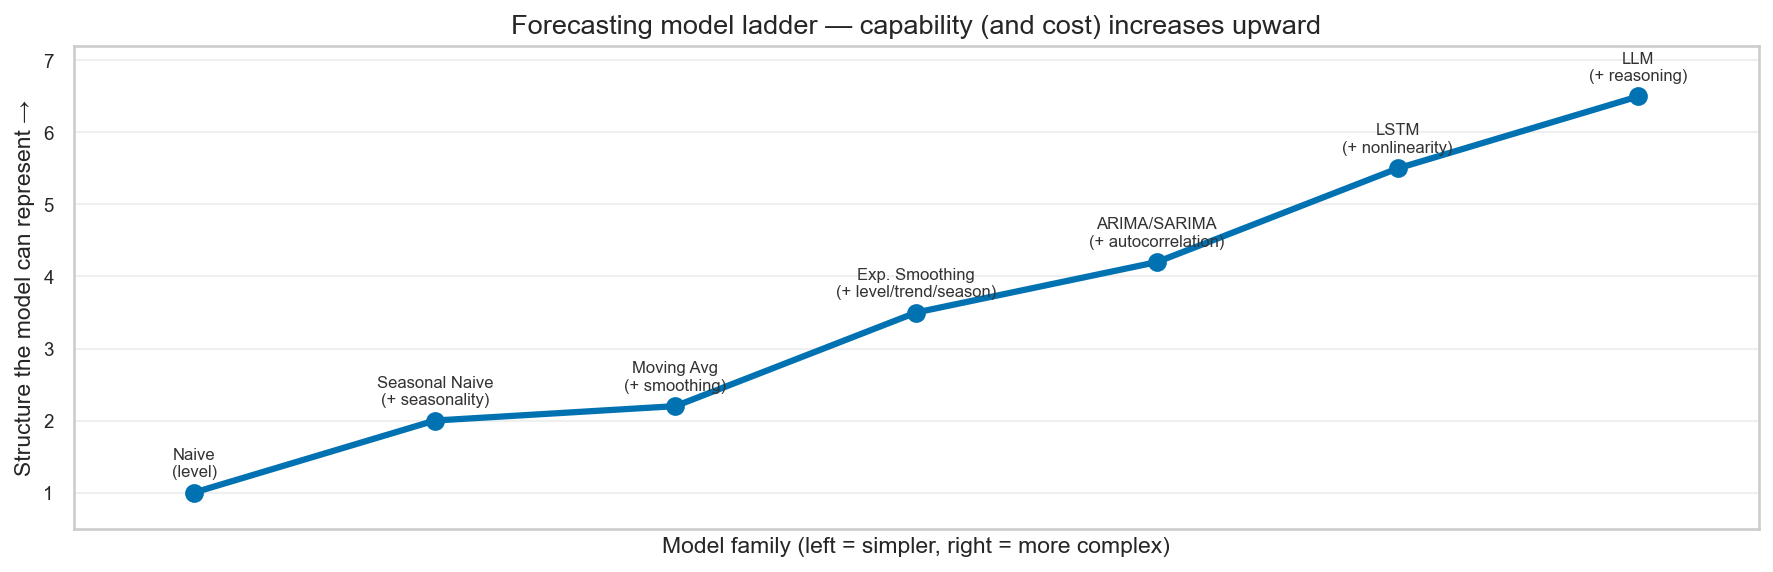 Forecasting model ladder — capability (and cost) increases upward
Structure the model can represent →
7
6
5
4
3
2
1
Naive
(level)
Seasonal Naive
(+ seasonality)
Moving Avg
(+ smoothing)
Exp. Smoothing
(+ level/trend/season)
ARIMA/SARIMA
(+ autocorrelation)
LSTM
(+ nonlinearity)
LLM
(+ reasoning)
Model family (left = simpler, right = more complex)